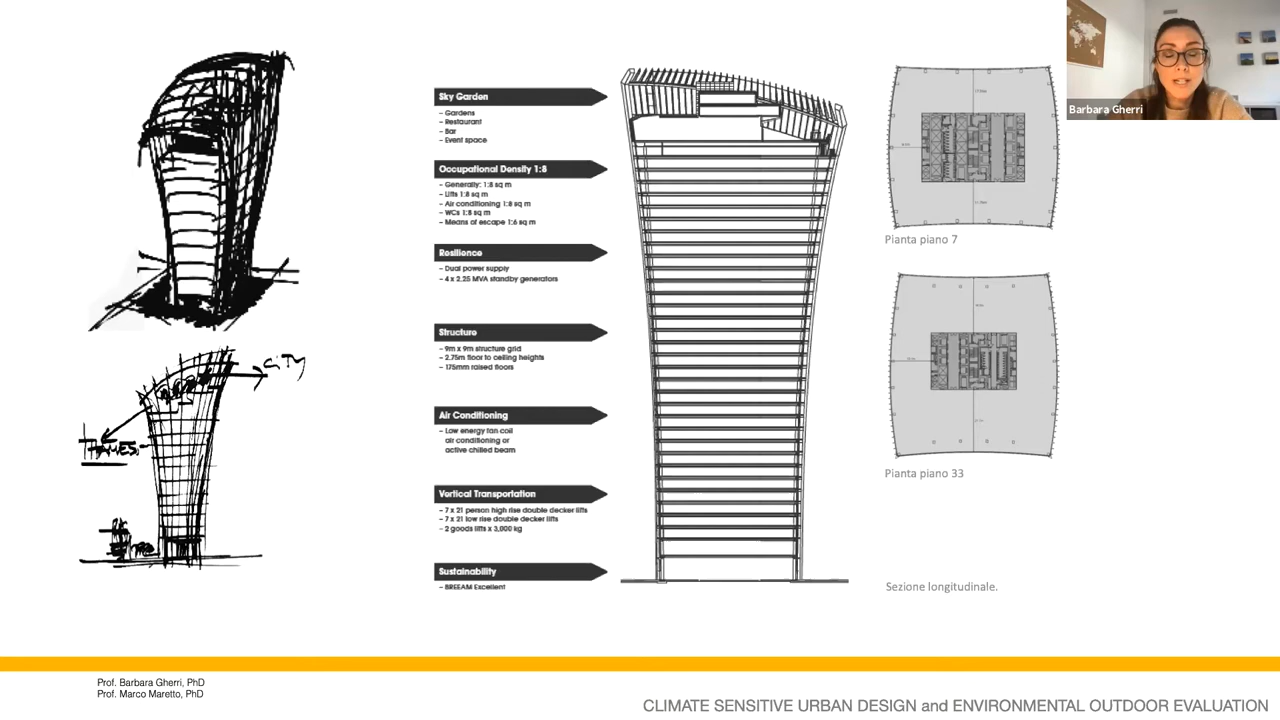 CITY
THAMES
Sky Garden
– Gardens
– Restaurant
– Bar
– Event space
Occupational Density 1:8
– Generally: 1:8 sq m
– Lifts 1:8 sq m
– Air conditioning 1:8 sq m
– WCs 1:8 sq m
– Means of escape 1:6 sq m
Resilience
– Dual power supply
– 4 x 2.25 MVA standby generators
Structure
– 9m x 9m structure grid
– 2.75m floor to ceiling heights
– 175mm raised floors
Air Conditioning
– Low energy fan coil
air conditioning or
active chilled beam
Vertical Transportation
– 7 x 21 person high rise double decker lifts
– 7 x 21 low rise double decker lifts
– 2 goods lifts x 3,000 kg
Sustainability
– BREEAM Excellent
Barbara Gherri
Pianta piano 7
Pianta piano 33
Sezione longitudinale.
Prof. Barbara Gherri, PhD
Prof. Marco Maretto, PhD
CLIMATE SENSITIVE URBAN DESIGN and ENVIRONMENTAL OUTDOOR EVALUATION